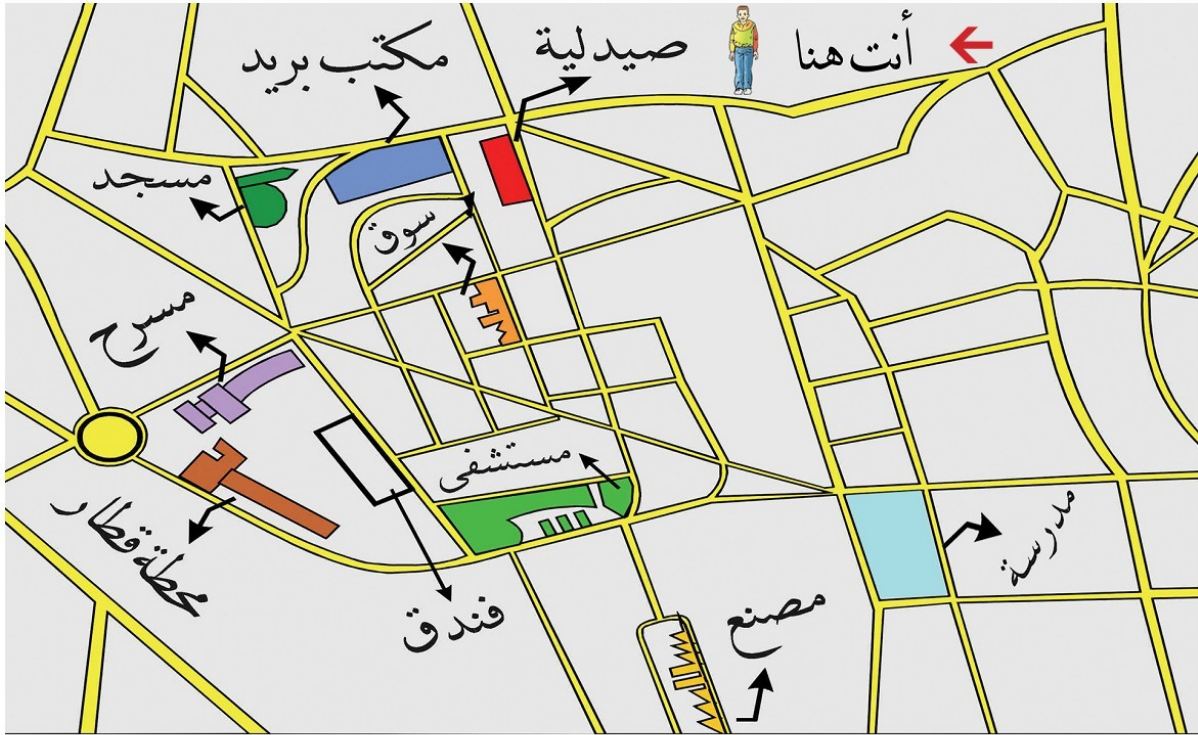 أنت هنا
صيدلية
مكتب بريد
مسجد
سوق
مسرح
مستشفى
محطة قطار
مدرسة
فندق
مصنع